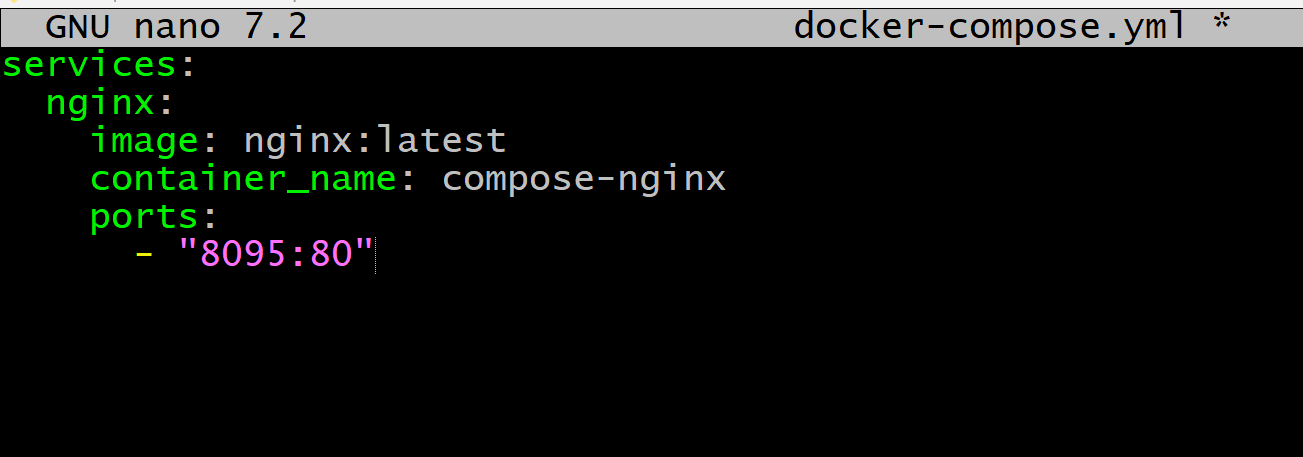 GNU nano 7.2 docker-compose.yml *
services:
  nginx:
    image: nginx:latest
    container_name: compose-nginx
    ports:
      - "8095:80"